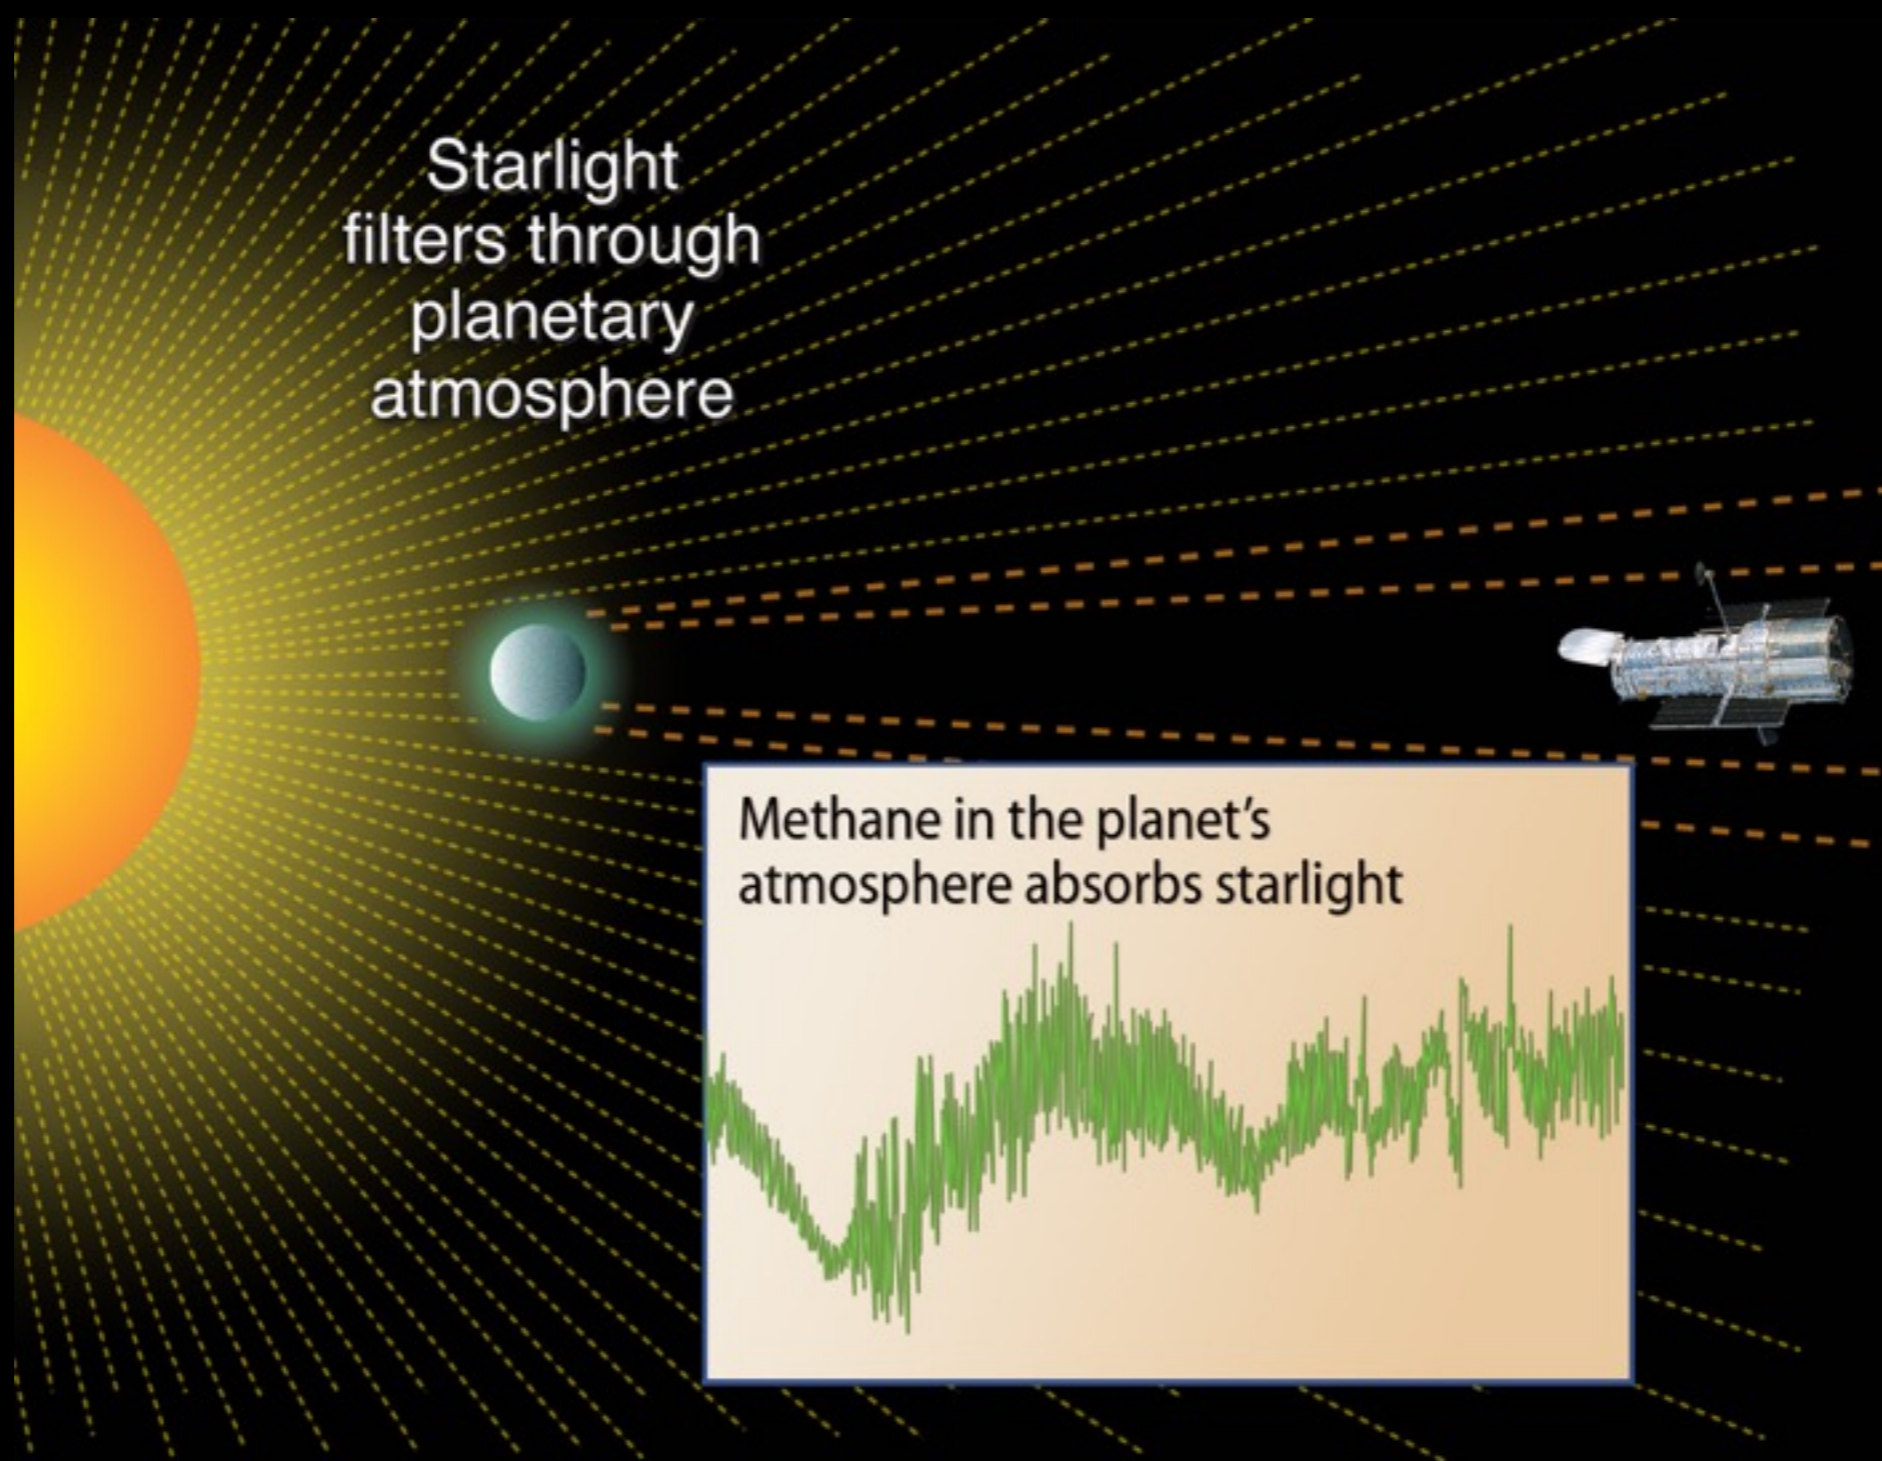 Starlight
filters through
planetary
atmosphere
Methane in the planet’s
atmosphere absorbs starlight